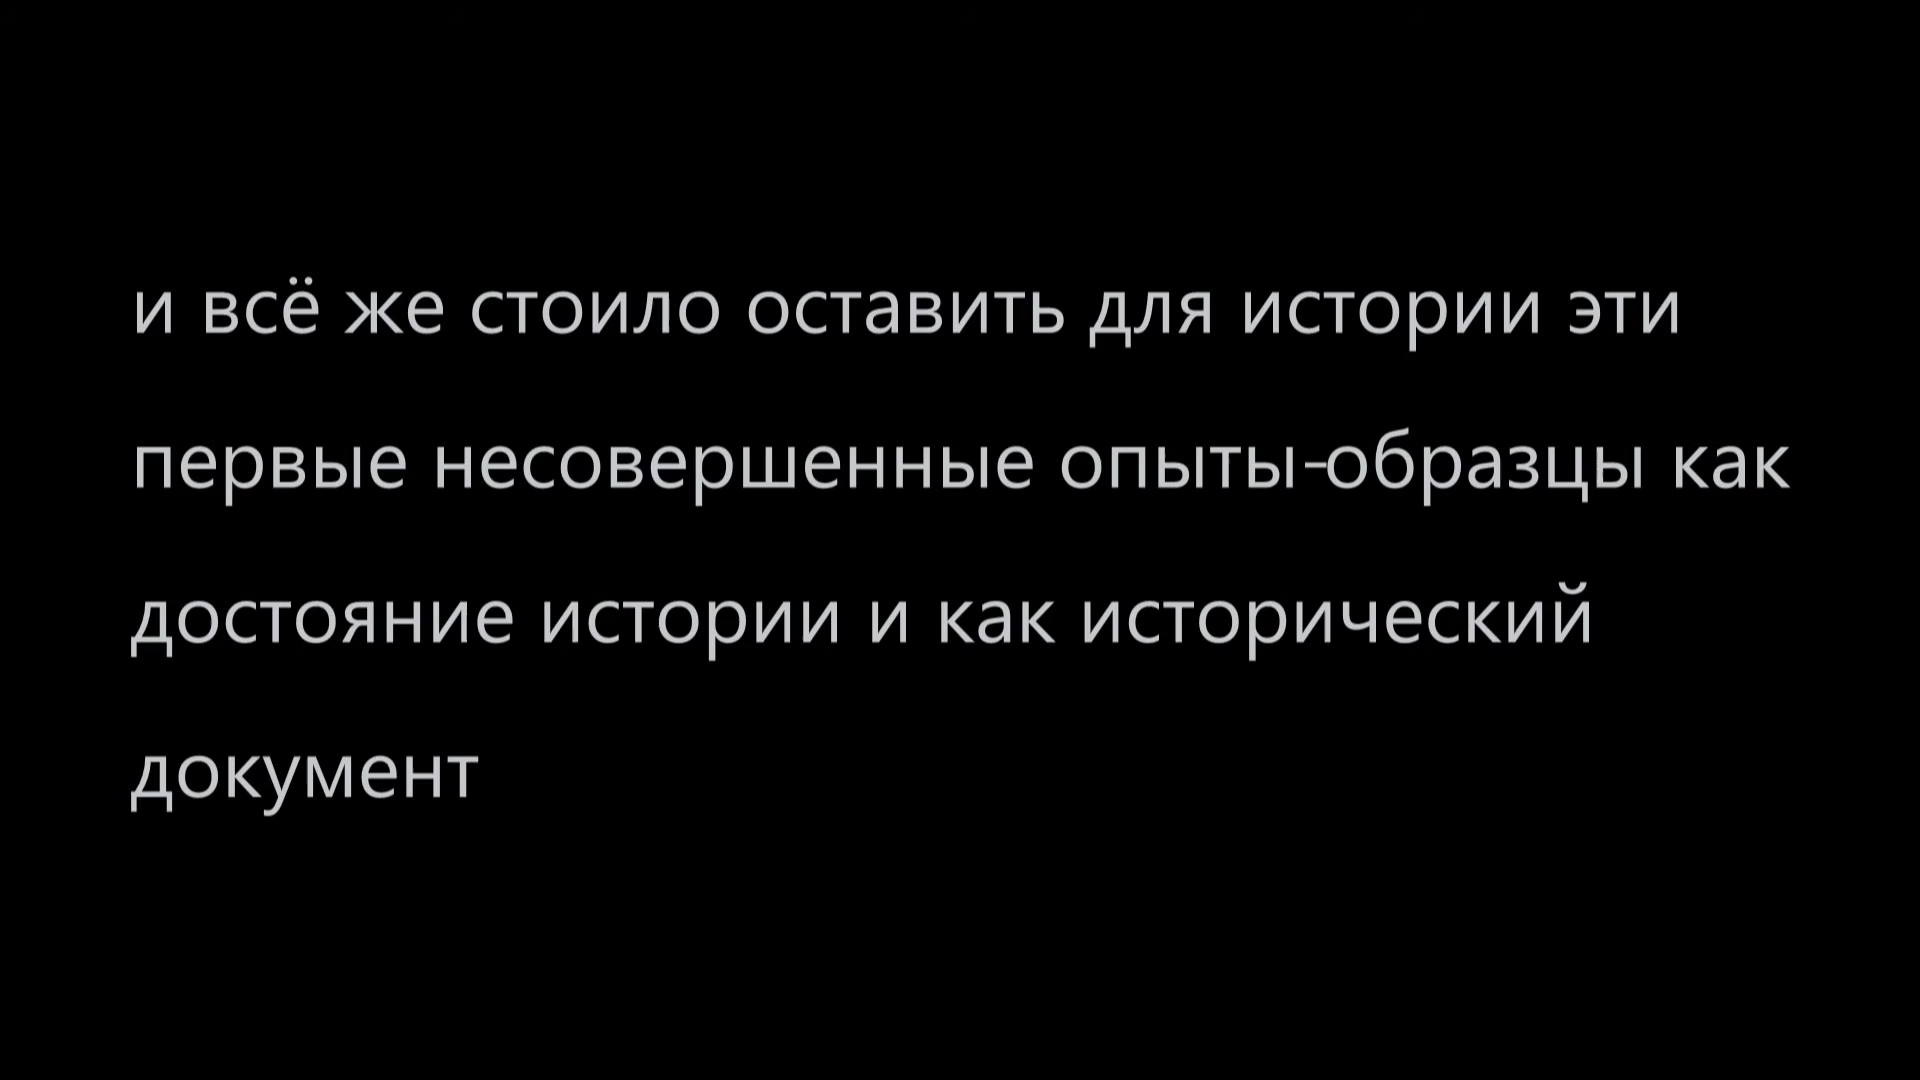 и всё же стоило оставить для истории эти
первые несовершенные опыты-образцы как
достояние истории и как исторический
документ